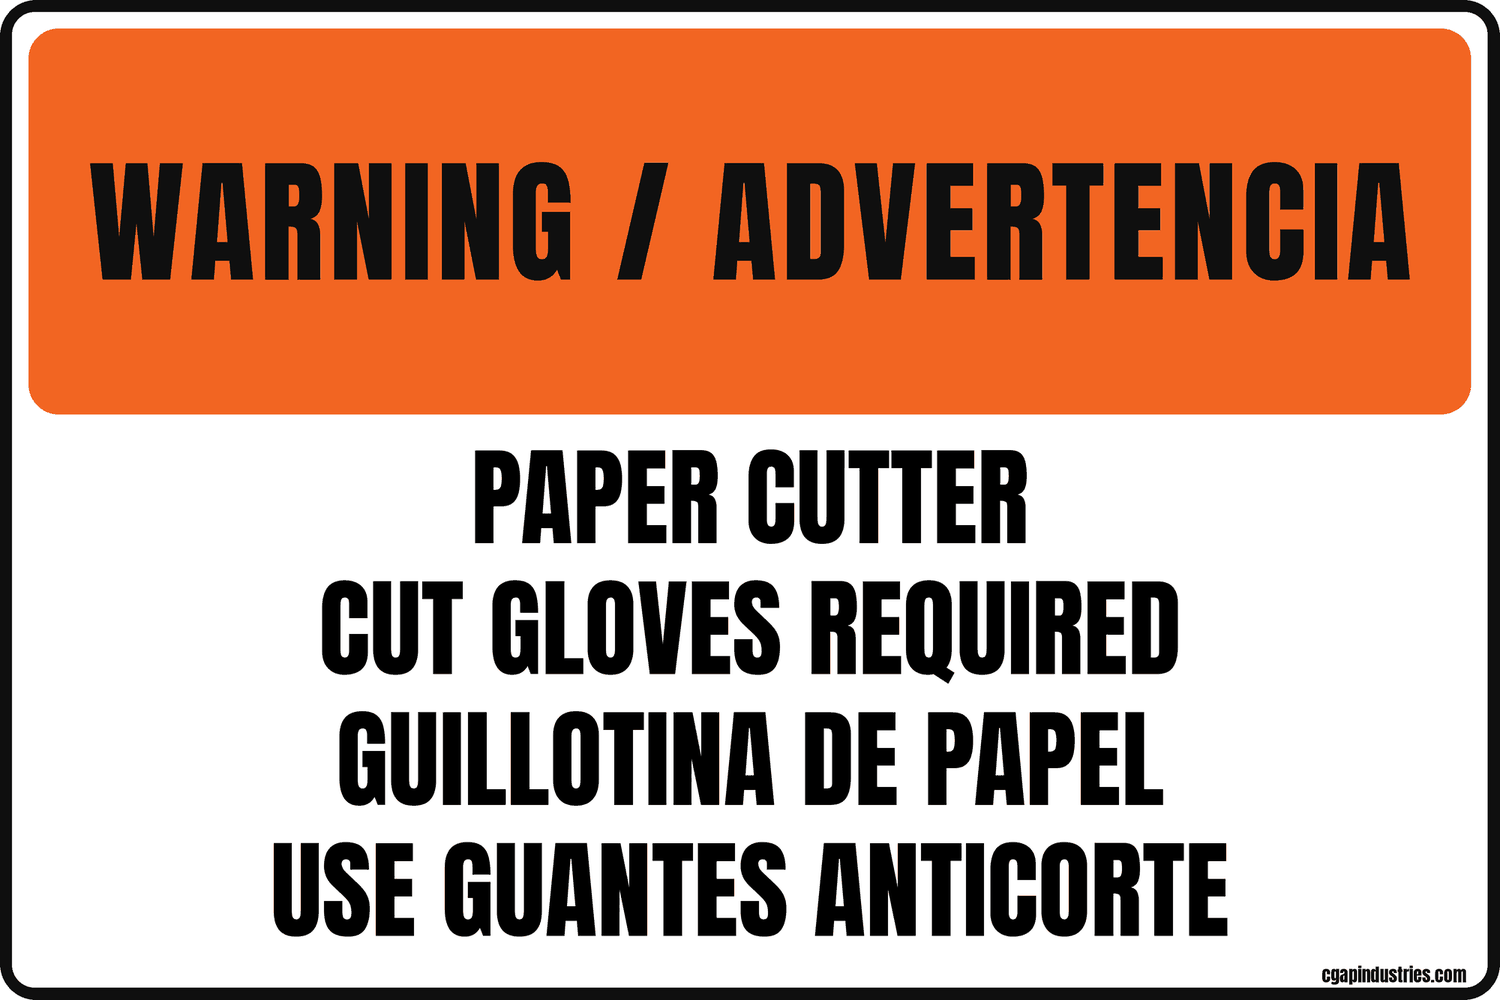 WARNING / ADVERTENCIA
PAPER CUTTER
CUT GLOVES REQUIRED
GUILLOTINA DE PAPEL
USE GUANTES ANTICORTE
cgapindustries.com